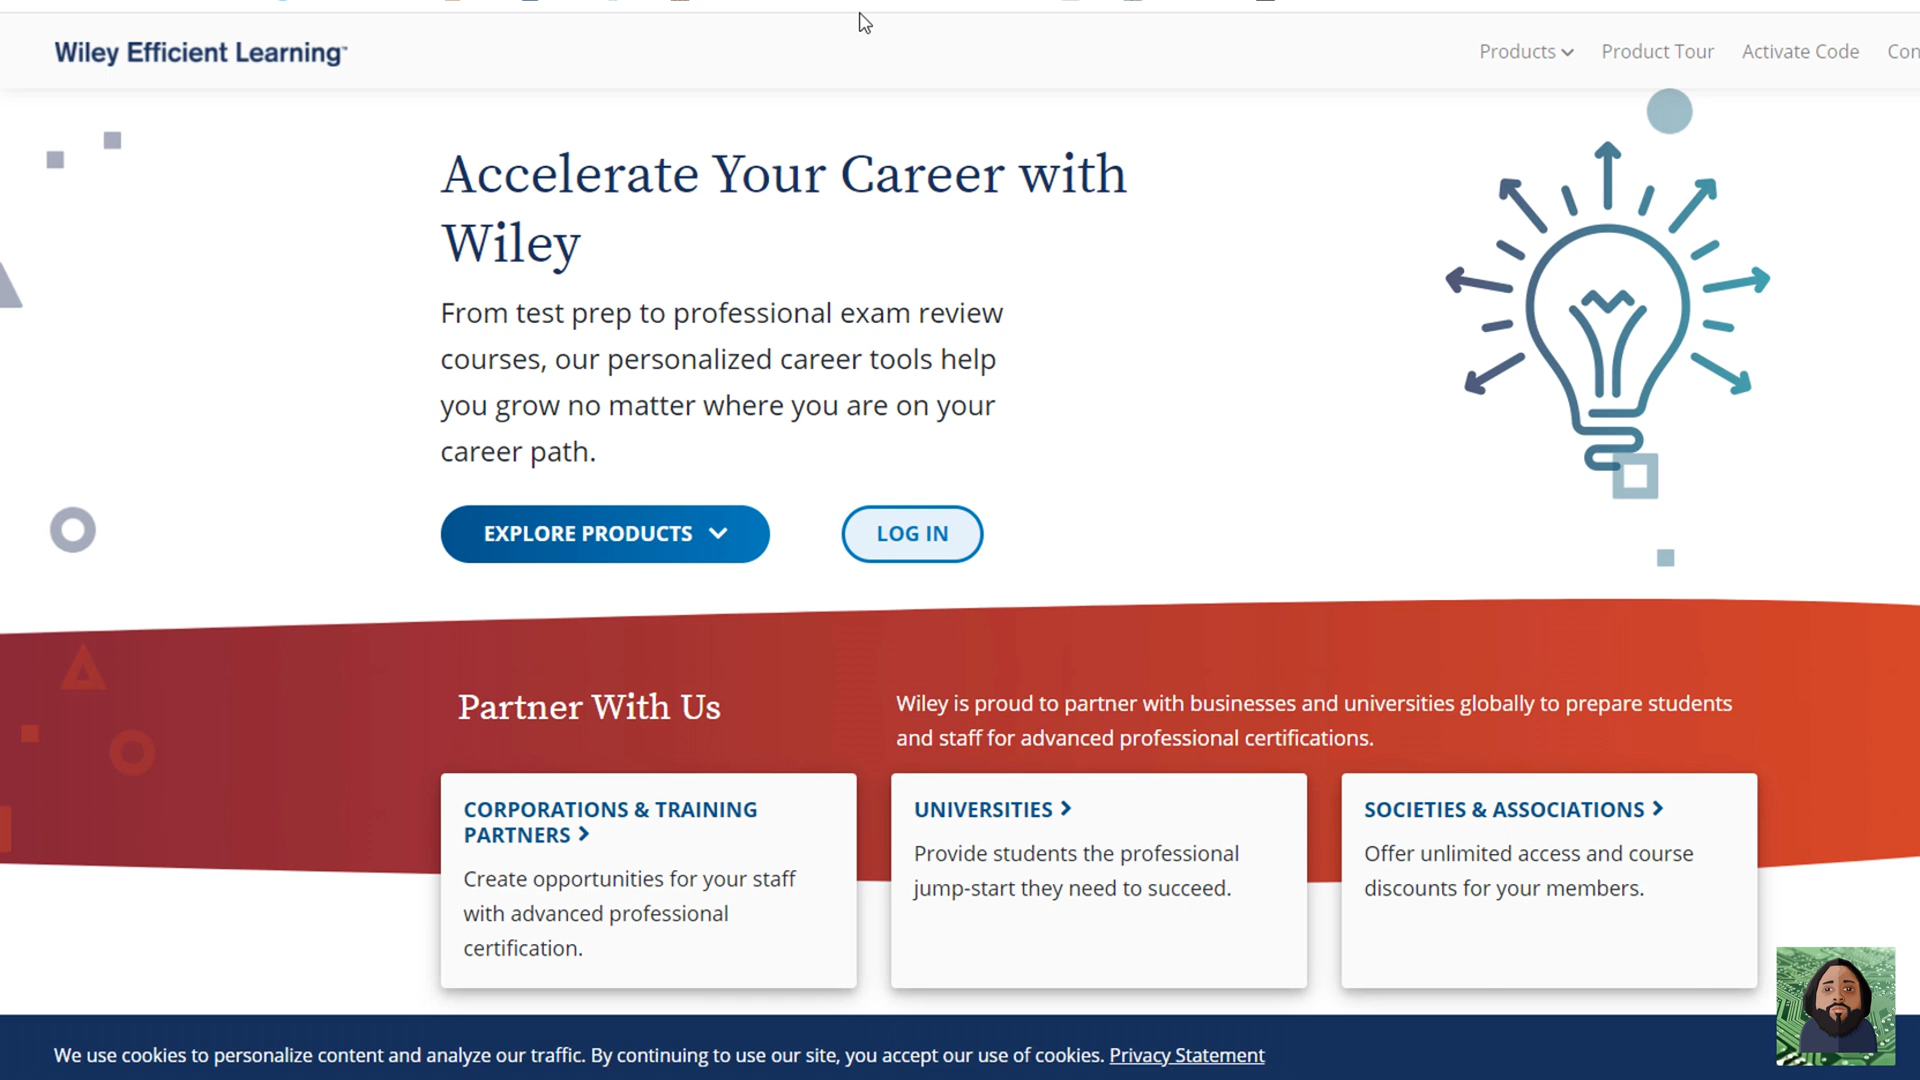 Wiley Efficient Learning™
Products
Product Tour
Activate Code
Con
Accelerate Your Career with
Wiley
From test prep to professional exam review
courses, our personalized career tools help
you grow no matter where you are on your
career path.
EXPLORE PRODUCTS
LOG IN
Partner With Us
Wiley is proud to partner with businesses and universities globally to prepare students
and staff for advanced professional certifications.
CORPORATIONS & TRAINING
PARTNERS
Create opportunities for your staff
with advanced professional
certification.
UNIVERSITIES
Provide students the professional
jump-start they need to succeed.
SOCIETIES & ASSOCIATIONS
Offer unlimited access and course
discounts for your members.
We use cookies to personalize content and analyze our traffic. By continuing to use our site, you accept our use of cookies. Privacy Statement